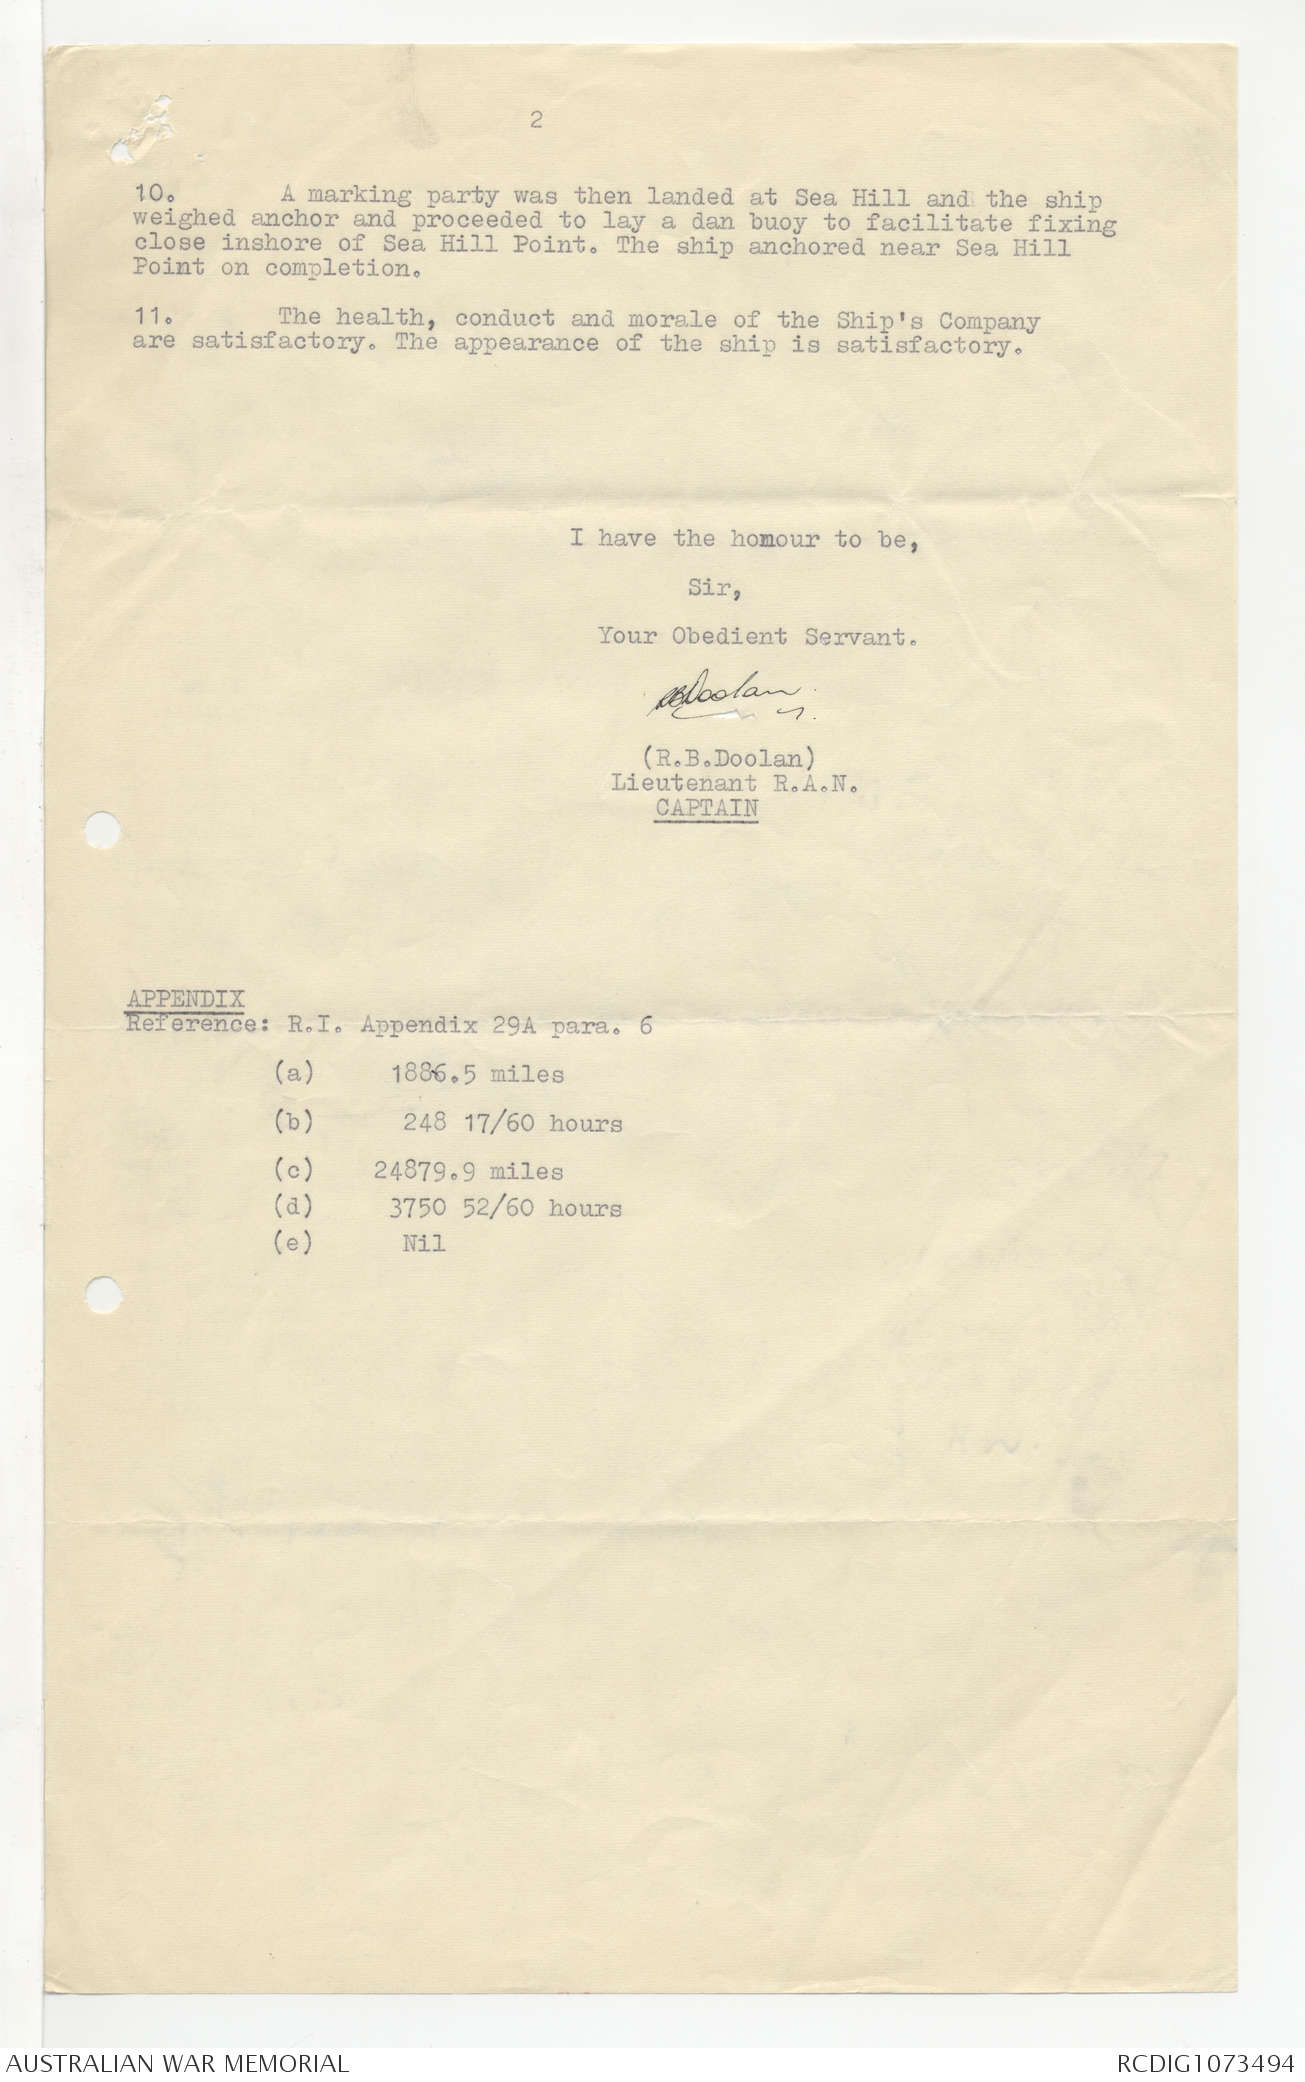 2
10. A marking party was then landed at Sea Hill and the ship
weighed anchor and proceeded to lay a dan buoy to facilitate fixing
close inshore of Sea Hill Point. The ship anchored near Sea Hill
Point on completion.
11. The health, conduct and morale of the Ship's Company
are satisfactory. The appearance of the ship is satisfactory.
I have the homour to be,
Sir,
Your Obedient Servant.
RBDoolan
(R.B.Doolan)
Lieutenant R.A.N.
CAPTAIN
APPENDIX
Reference: R.I. Appendix 29A para. 6
(a) 1886.5 miles
(b) 248 17/60 hours
(c) 24879.9 miles
(d) 3750 52/60 hours
(e) Nil
AUSTRALIAN WAR MEMORIAL
RCDIG1073494